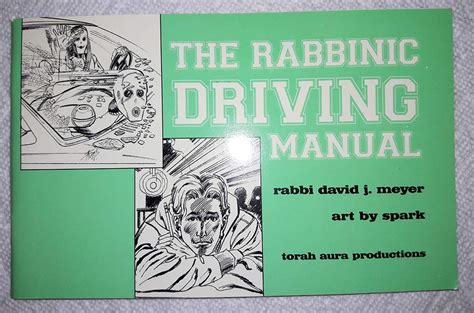 THE RABBINIC
DRIVING
MANUAL
rabbi david j. meyer
art by spark
torah aura productions